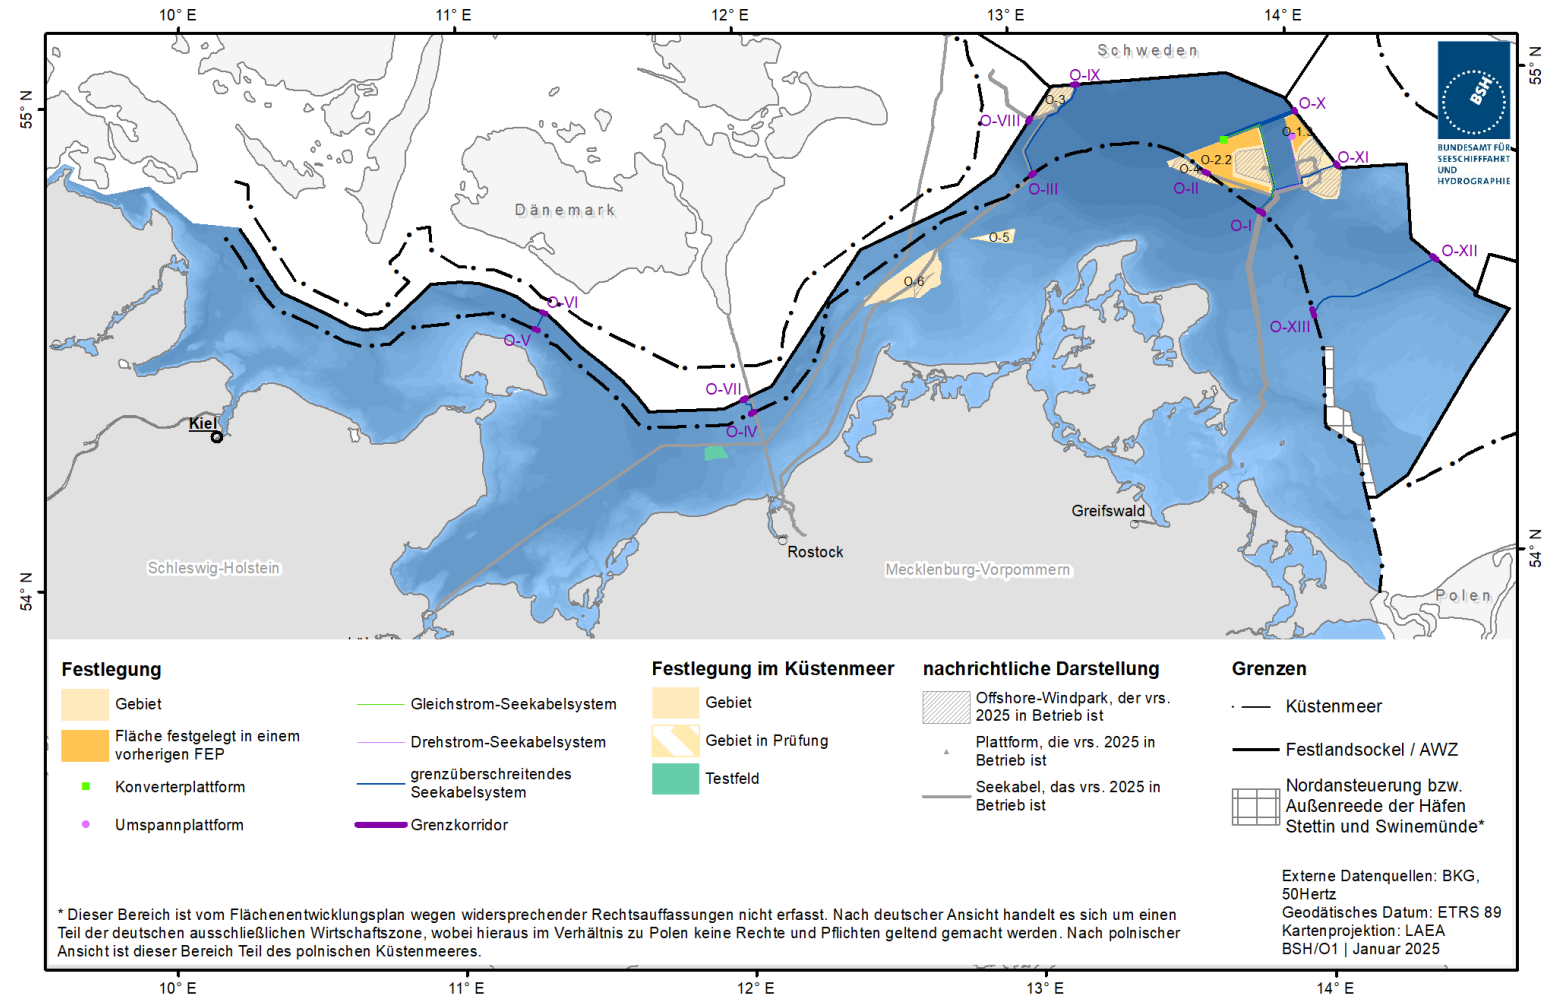 10° E
11° E
12° E
13° E
14° E
55° N
55° N
54° N
54° N
Schweden
Dänemark
BSH
BUNDESAMT FÜR
SEESCHIFFFAHRT
UND
HYDROGRAPHIE
O-IX
O-3
O-VIII
O-III
O-X
O-1.3
O-XI
O-2.2
O-4
O-II
O-I
O-XII
O-XIII
O-5
O-6
O-VI
O-V
O-VII
O-IV
Kiel
Greifswald
Rostock
Schleswig-Holstein
Mecklenburg-Vorpommern
Polen
Festlegung
Gebiet
Fläche festgelegt in einem
vorherigen FEP
Konverterplattform
Umspannplattform
Gleichstrom-Seekabelsystem
Drehstrom-Seekabelsystem
grenzüberschreitendes
Seekabelsystem
Grenzkorridor
Festlegung im Küstenmeer
Gebiet
Gebiet in Prüfung
Testfeld
nachrichtliche Darstellung
Offshore-Windpark, der vrs.
2025 in Betrieb ist
Plattform, die vrs. 2025 in
Betrieb ist
Seekabel, das vrs. 2025 in
Betrieb ist
Grenzen
Küstenmeer
Festlandsockel / AWZ
Nordansteuerung bzw.
Außenreede der Häfen
Stettin und Swinemünde*
Externe Datenquellen: BKG,
50Hertz
Geodätisches Datum: ETRS 89
Kartenprojektion: LAEA
BSH/O1 | Januar 2025
* Dieser Bereich ist vom Flächenentwicklungsplan wegen widersprechender Rechtsauffassungen nicht erfasst. Nach deutscher Ansicht handelt es sich um einen
Teil der deutschen ausschließlichen Wirtschaftszone, wobei hieraus im Verhältnis zu Polen keine Rechte und Pflichten geltend gemacht werden. Nach polnischer
Ansicht ist dieser Bereich Teil des polnischen Küstenmeeres.
10° E
11° E
12° E
13° E
14° E